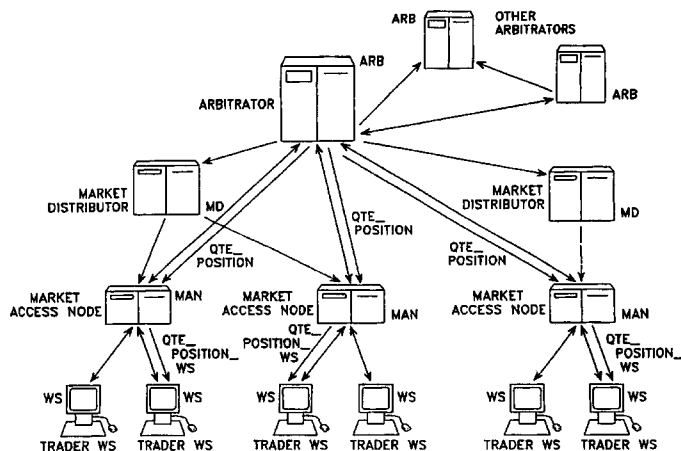 ARB
OTHER
ARBITRATORS
ARB
ARBITRATOR
ARB
MARKET
DISTRIBUTOR
MD
MARKET
DISTRIBUTOR
MD
QTE_
POSITION
QTE_
POSITION
QTE_
POSITION
MARKET
ACCESS NODE
MAN
MARKET
ACCESS NODE
MAN
MARKET
ACCESS NODE
MAN
QTE_
POSITION_
WS
QTE_
POSITION_
WS
QTE_
POSITION_
WS
WS
WS
WS
WS
WS
WS
TRADER WS
TRADER WS
TRADER WS
TRADER WS
TRADER WS
TRADER WS